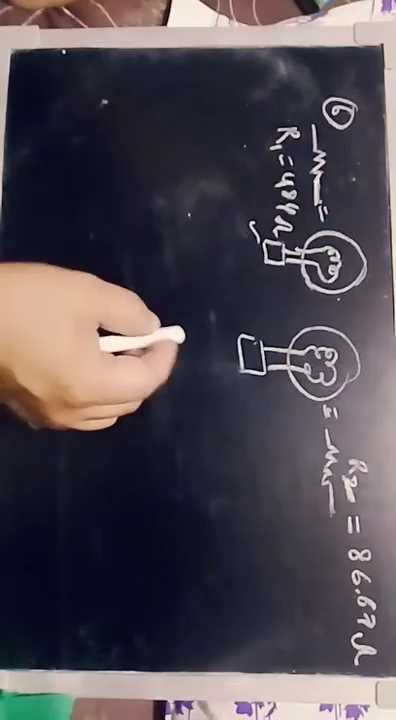 6
R₁ = 484Ω =
= R₂ = 86.67Ω